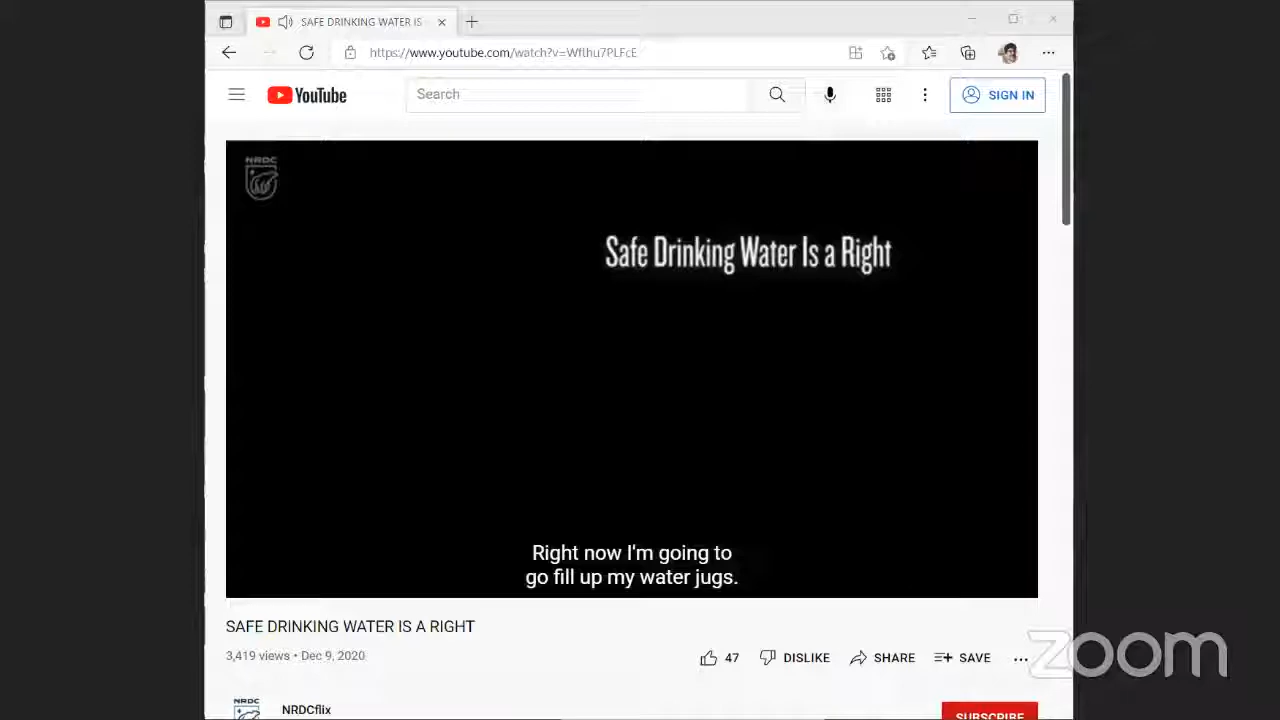 SAFE DRINKING WATER IS
https://www.youtube.com/watch?v=Wflhu7PLFcE
YouTube
Search
SIGN IN
NRDC
Safe Drinking Water Is a Right
Right now I'm going to
go fill up my water jugs.
SAFE DRINKING WATER IS A RIGHT
3,419 views • Dec 9, 2020
47 DISLIKE SHARE SAVE
zoom
NRDC
NRDCflix
SUBSCRIBE